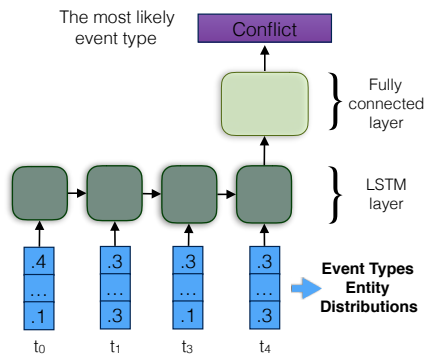 The most likely
event type
Conflict
Fully
connected
layer
LSTM
layer
.4 .3 .3 .3
... ... ... ...
.1 .3 .1 .3
Event Types
Entity
Distributions
t0 t1 t3 t4